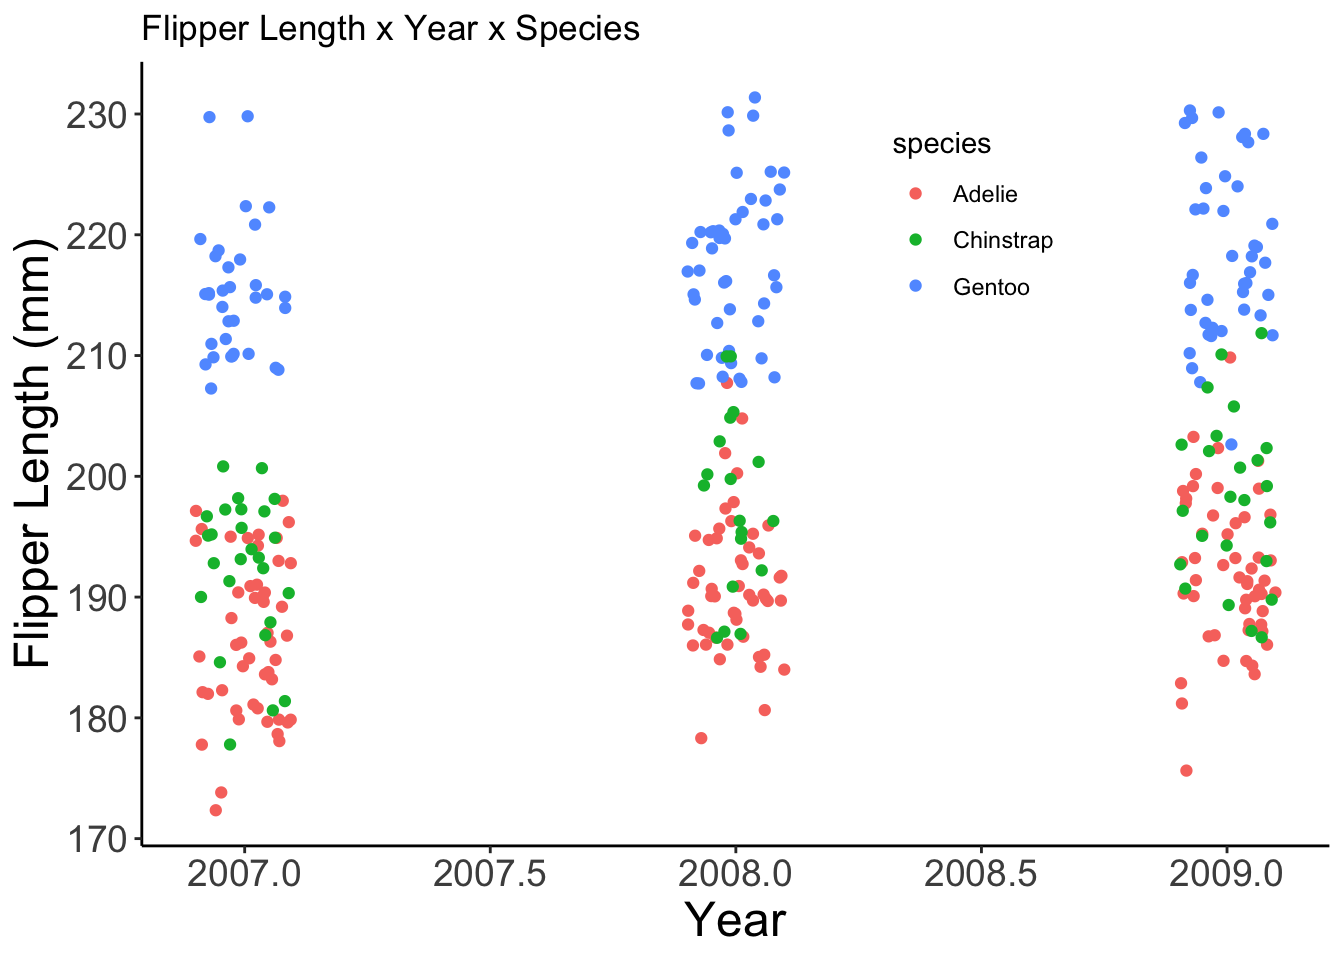 Flipper Length x Year x Species
Flipper Length (mm)
230
220
210
200
190
180
170
species
Adelie
Chinstrap
Gentoo
2007.0 2007.5 2008.0 2008.5 2009.0
Year